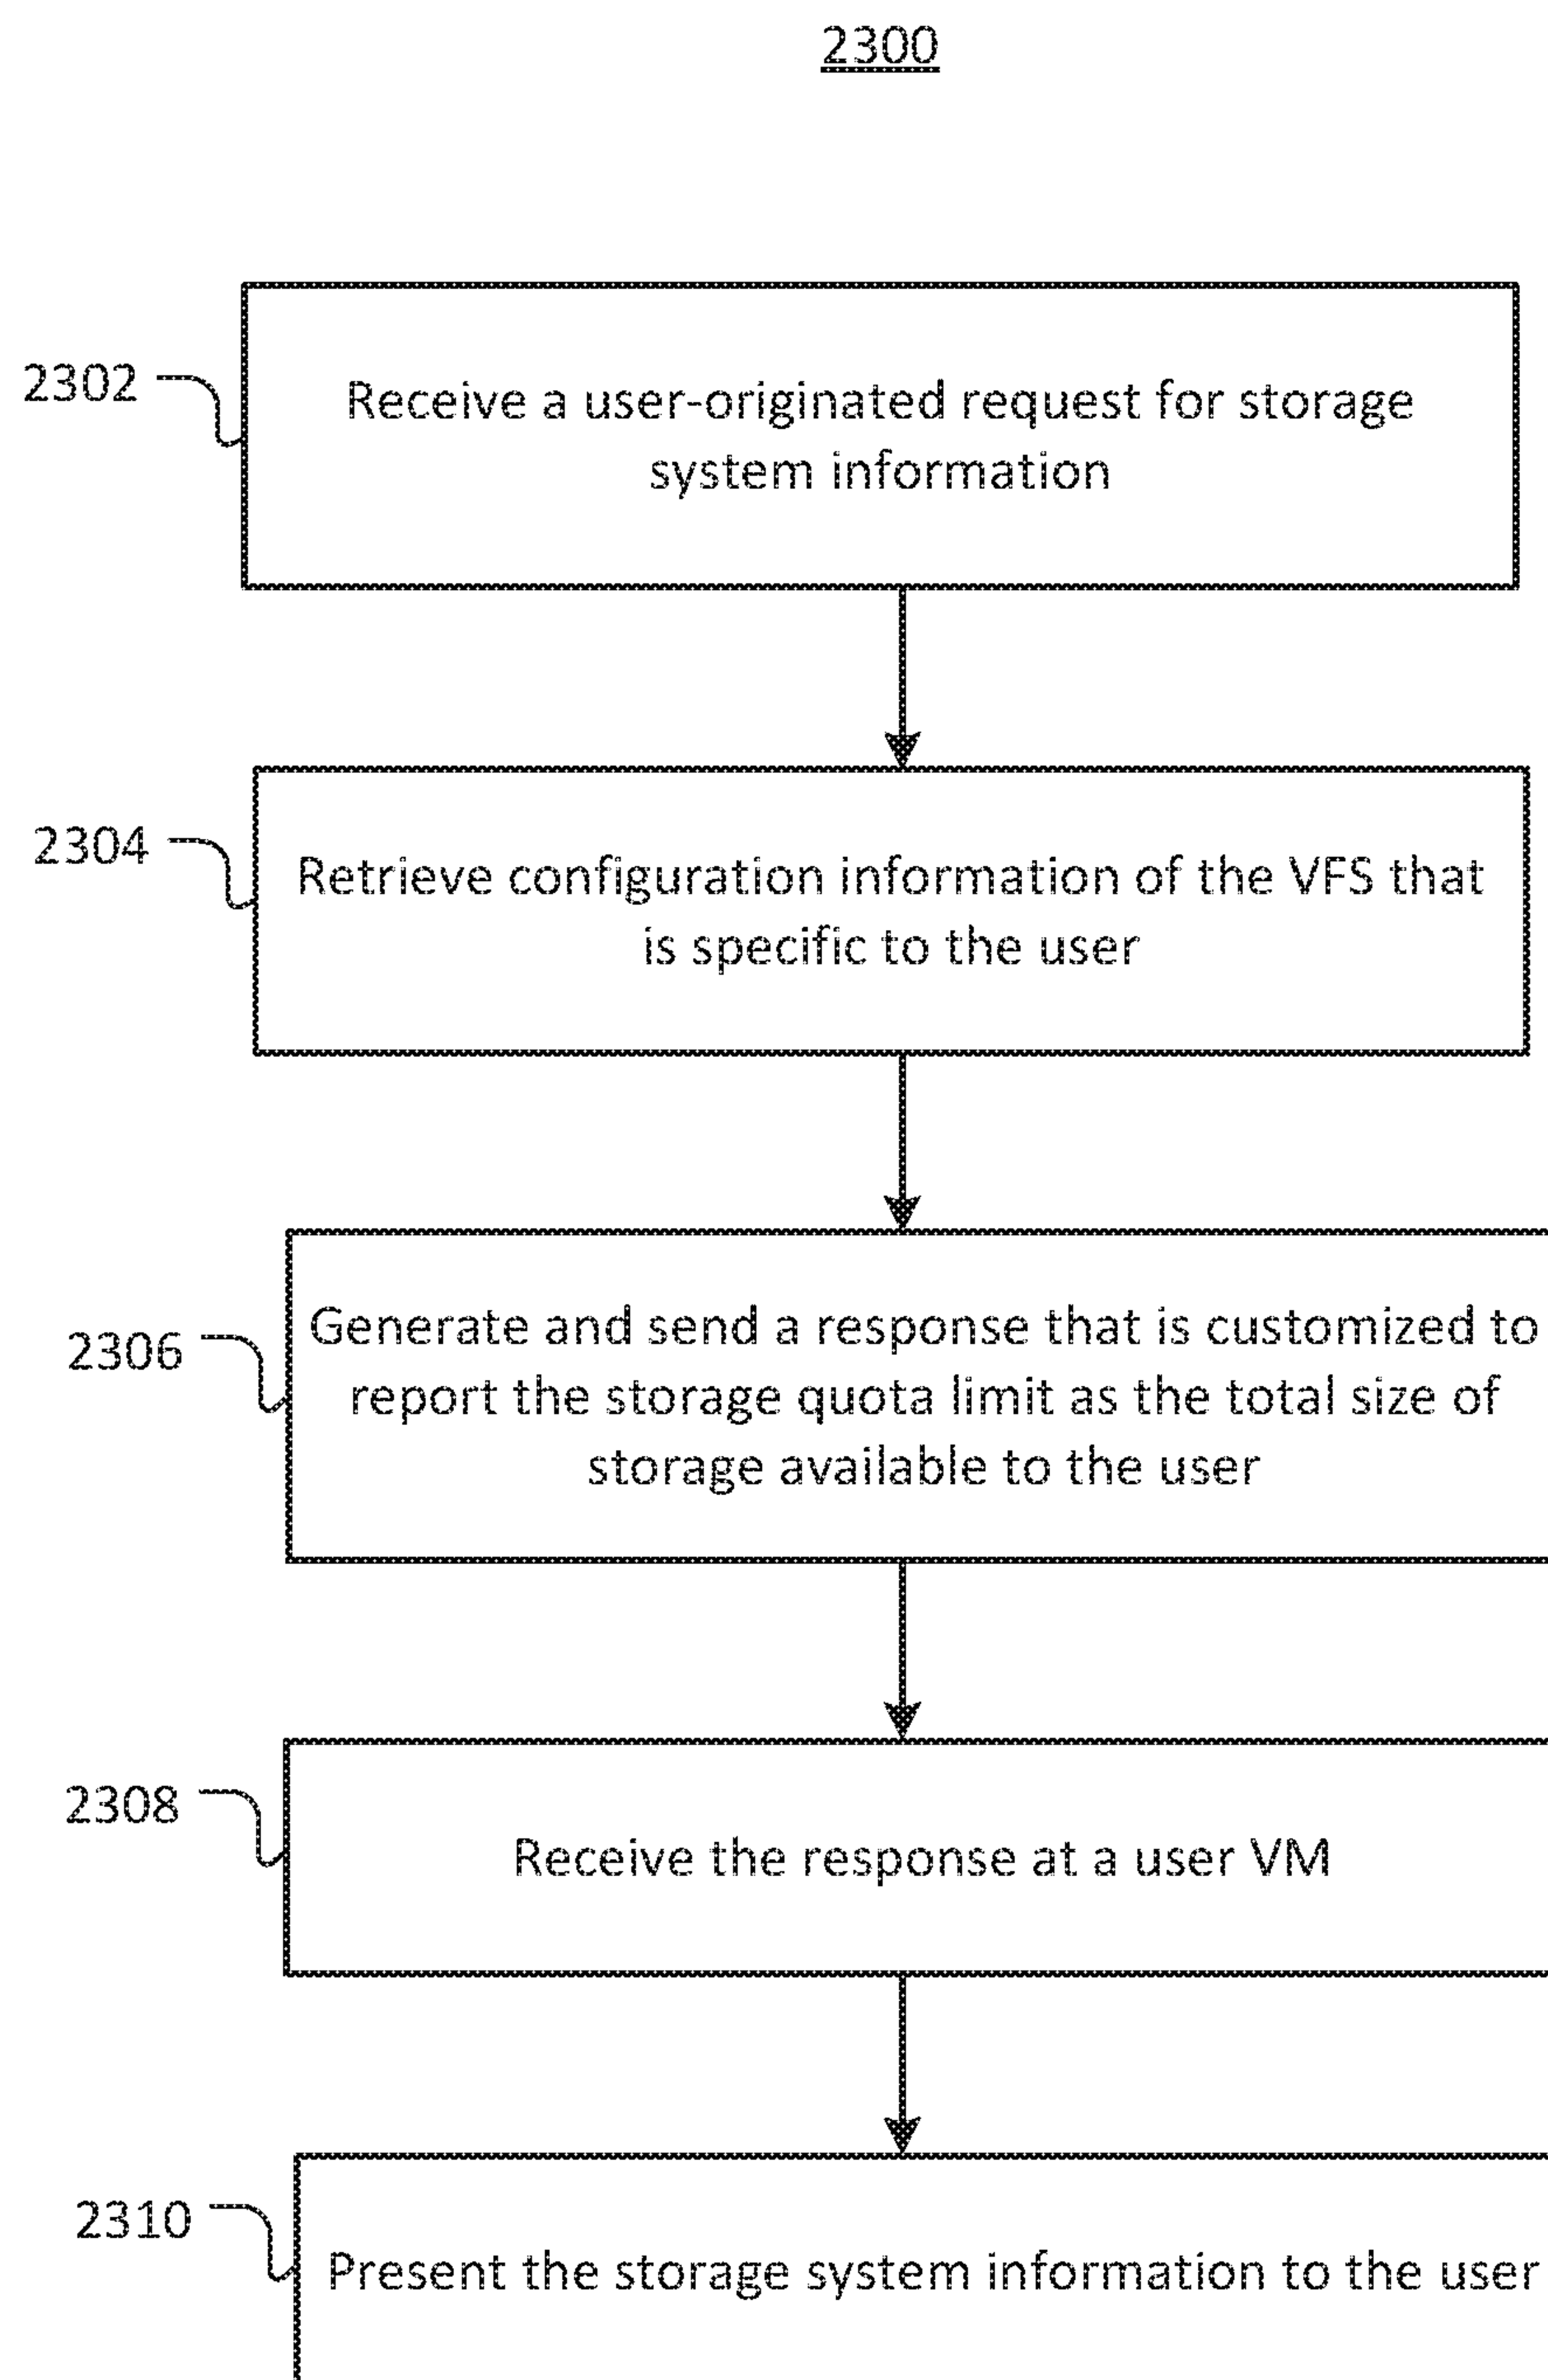 2300
2302
Receive a user-originated request for storage
system information
2304
Retrieve configuration information of the VFS that
is specific to the user
2306
Generate and send a response that is customized to
report the storage quota limit as the total size of
storage available to the user
2308
Receive the response at a user VM
2310
Present the storage system information to the user